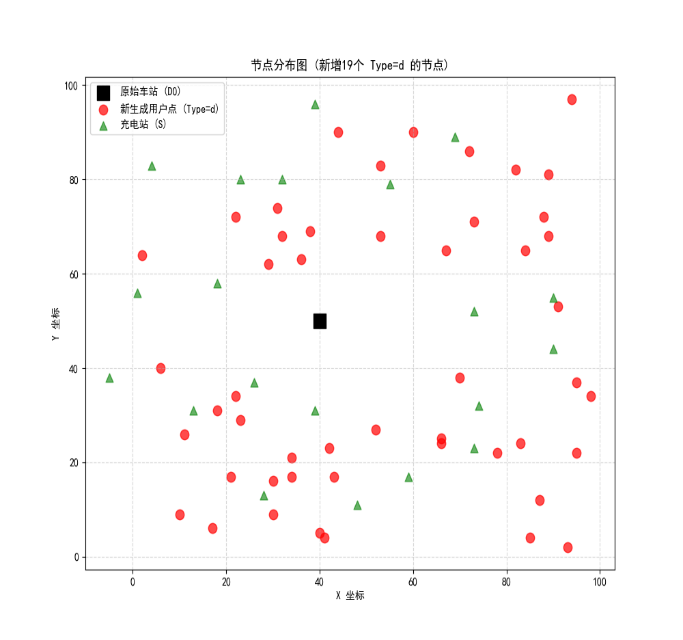 节点分布图 (新增19个 Type=d 的节点)
原始车站 (D0)
新生成用户点 (Type=d)
充电站 (S)
Y 坐标
100
80
60
40
20
0
0 20 40 60 80 100
X 坐标